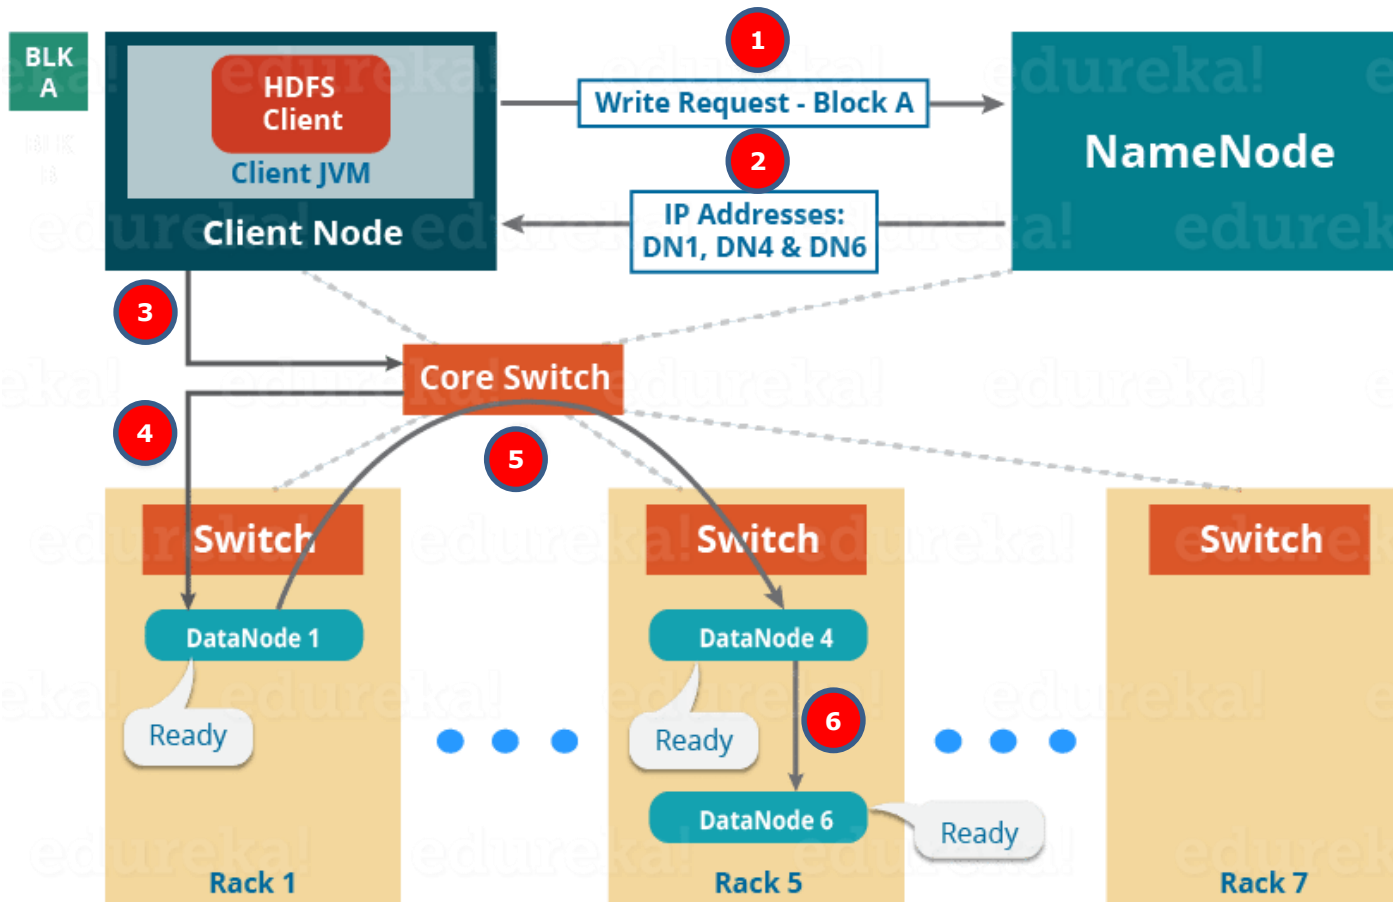 BLK
A
HDFS
Client
Client JVM
Client Node
1
Write Request - Block A
2
IP Addresses:
DN1, DN4 & DN6
NameNode
3
Core Switch
4
5
Switch
Switch
Switch
DataNode 1
DataNode 4
Ready
Ready
6
DataNode 6
Ready
Rack 1
Rack 5
Rack 7
edureka!